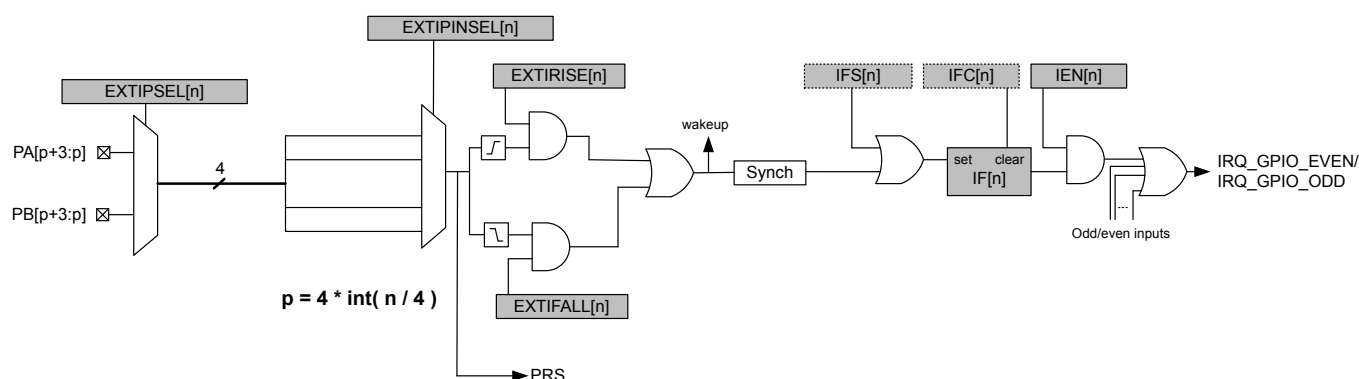 EXTIPINSEL[n]
EXTIPSEL[n]
EXTIRISE[n]
IFS[n]
IFC[n]
IEN[n]
PA[p+3:p]
PB[p+3:p]
4
wakeup
Synch
set clear
IF[n]
IRQ_GPIO_EVEN/
IRQ_GPIO_ODD
...
Odd/even inputs
p = 4 * int( n / 4 )
EXTIFALL[n]
PRS